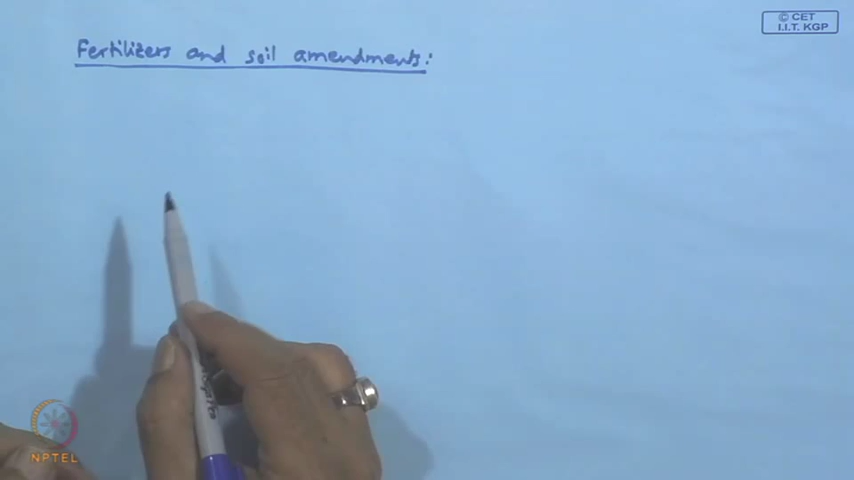 © CET
I.I.T. KGP
Fertilizers and soil amendments:
NPTEL